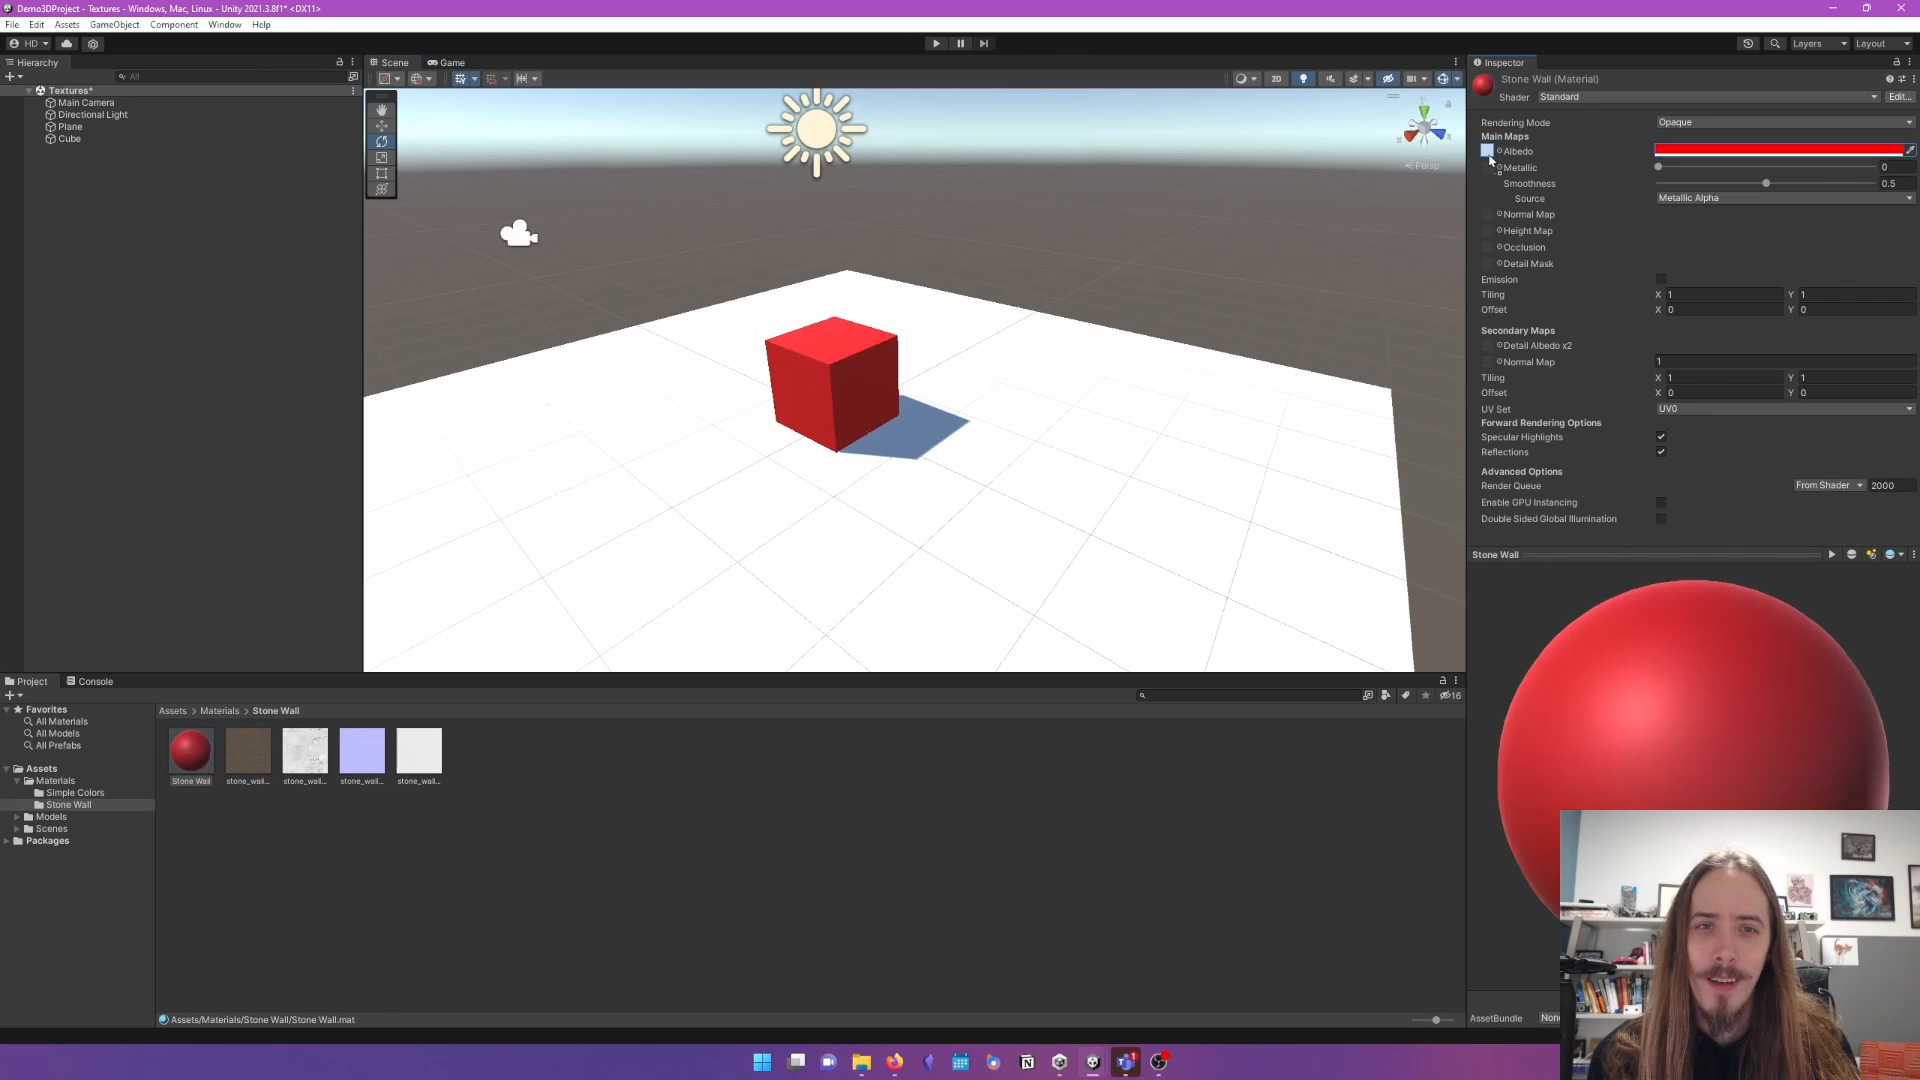 Demo3DProject - Textures - Windows, Mac, Linux - Unity 2021.3.8f1* <DX11>
File Edit Assets GameObject Component Window Help
HD
Layers
Layout
Hierarchy
All
Textures*
Main Camera
Directional Light
Plane
Cube
Scene
Game
2D
Persp
Inspector
Stone Wall (Material)
Shader Standard
Edit...
Rendering Mode Opaque
Main Maps
Albedo
Metallic 0
Smoothness 0.5
Source Metallic Alpha
Normal Map
Height Map
Occlusion
Detail Mask
Emission
Tiling X 1 Y 1
Offset X 0 Y 0
Secondary Maps
Detail Albedo x2
Normal Map 1
Tiling X 1 Y 1
Offset X 0 Y 0
UV Set UV0
Forward Rendering Options
Specular Highlights
Reflections
Advanced Options
Render Queue From Shader 2000
Enable GPU Instancing
Double Sided Global Illumination
Stone Wall
AssetBundle
Project
Console
16
Favorites
All Materials
All Models
All Prefabs
Assets
Materials
Simple Colors
Stone Wall
Models
Scenes
Packages
Assets > Materials > Stone Wall
Stone Wall stone_wall... stone_wall... stone_wall... stone_wall...
Assets/Materials/Stone Wall/Stone Wall.mat